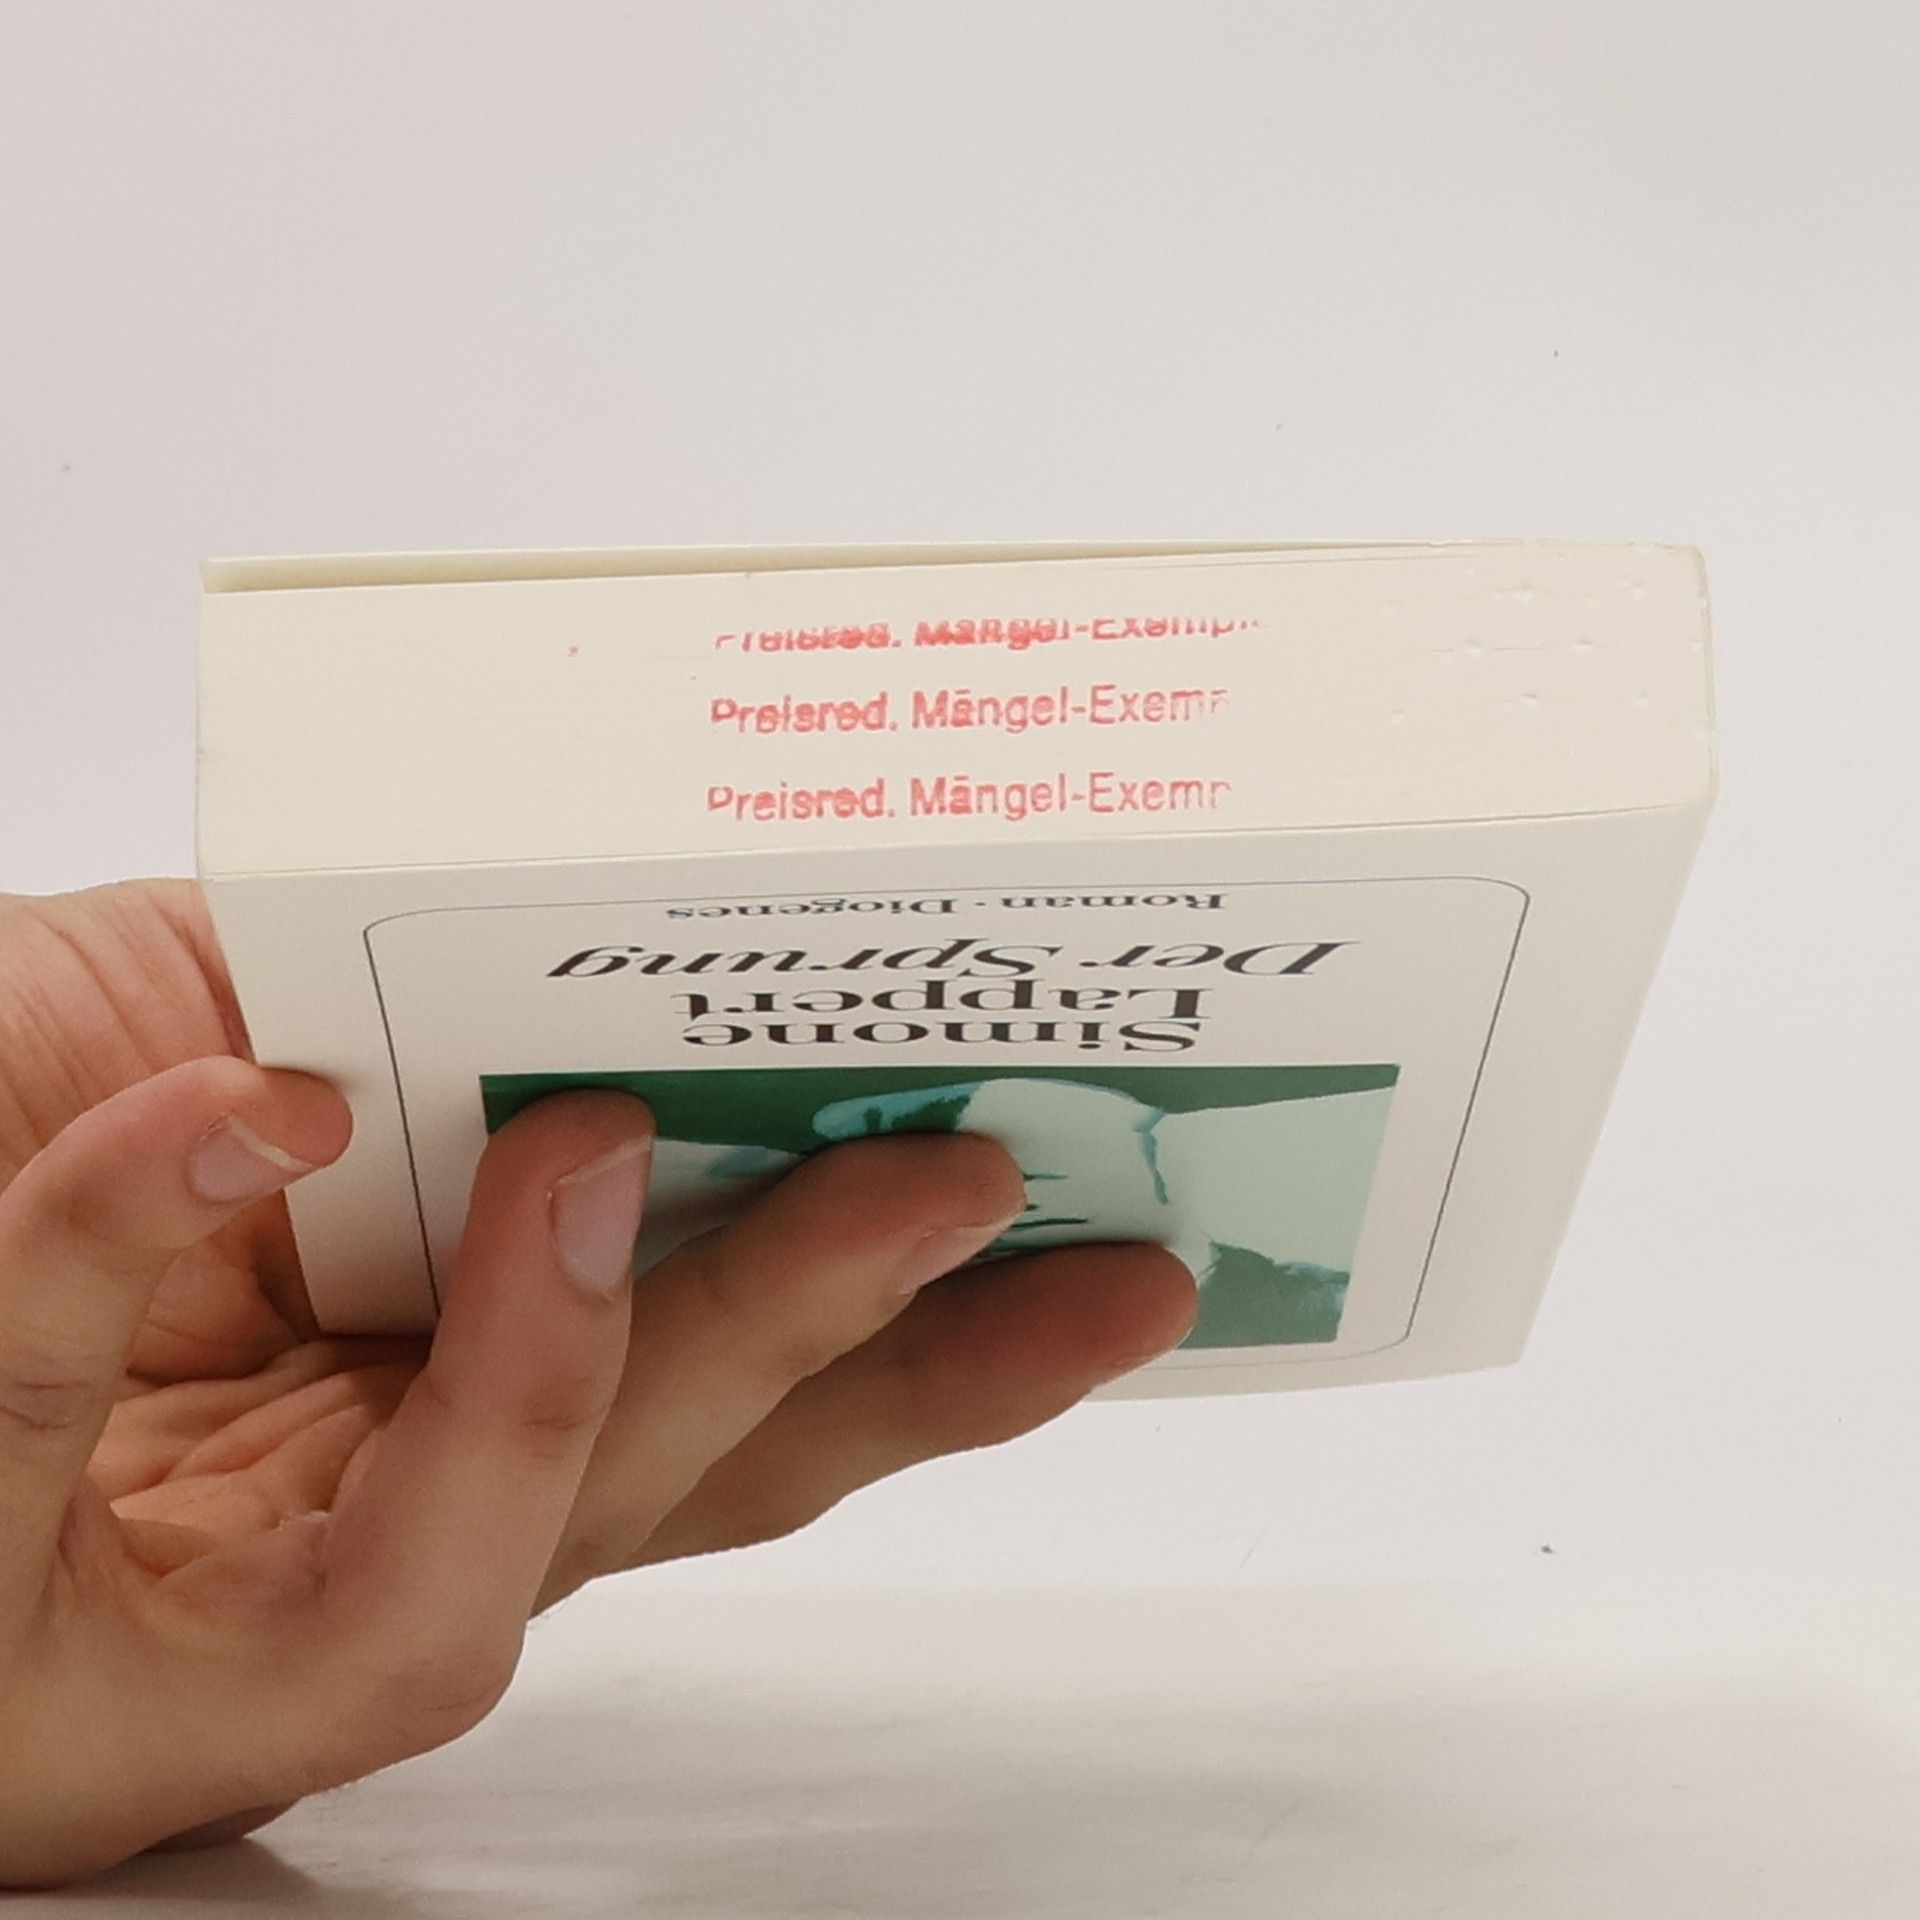 Preisred. Mängel-Exempl
Preisred. Mängel-Exemp
Preisred. Mängel-Exemp
Simone
Lappert
Der Sprung
Roman · Diogenes